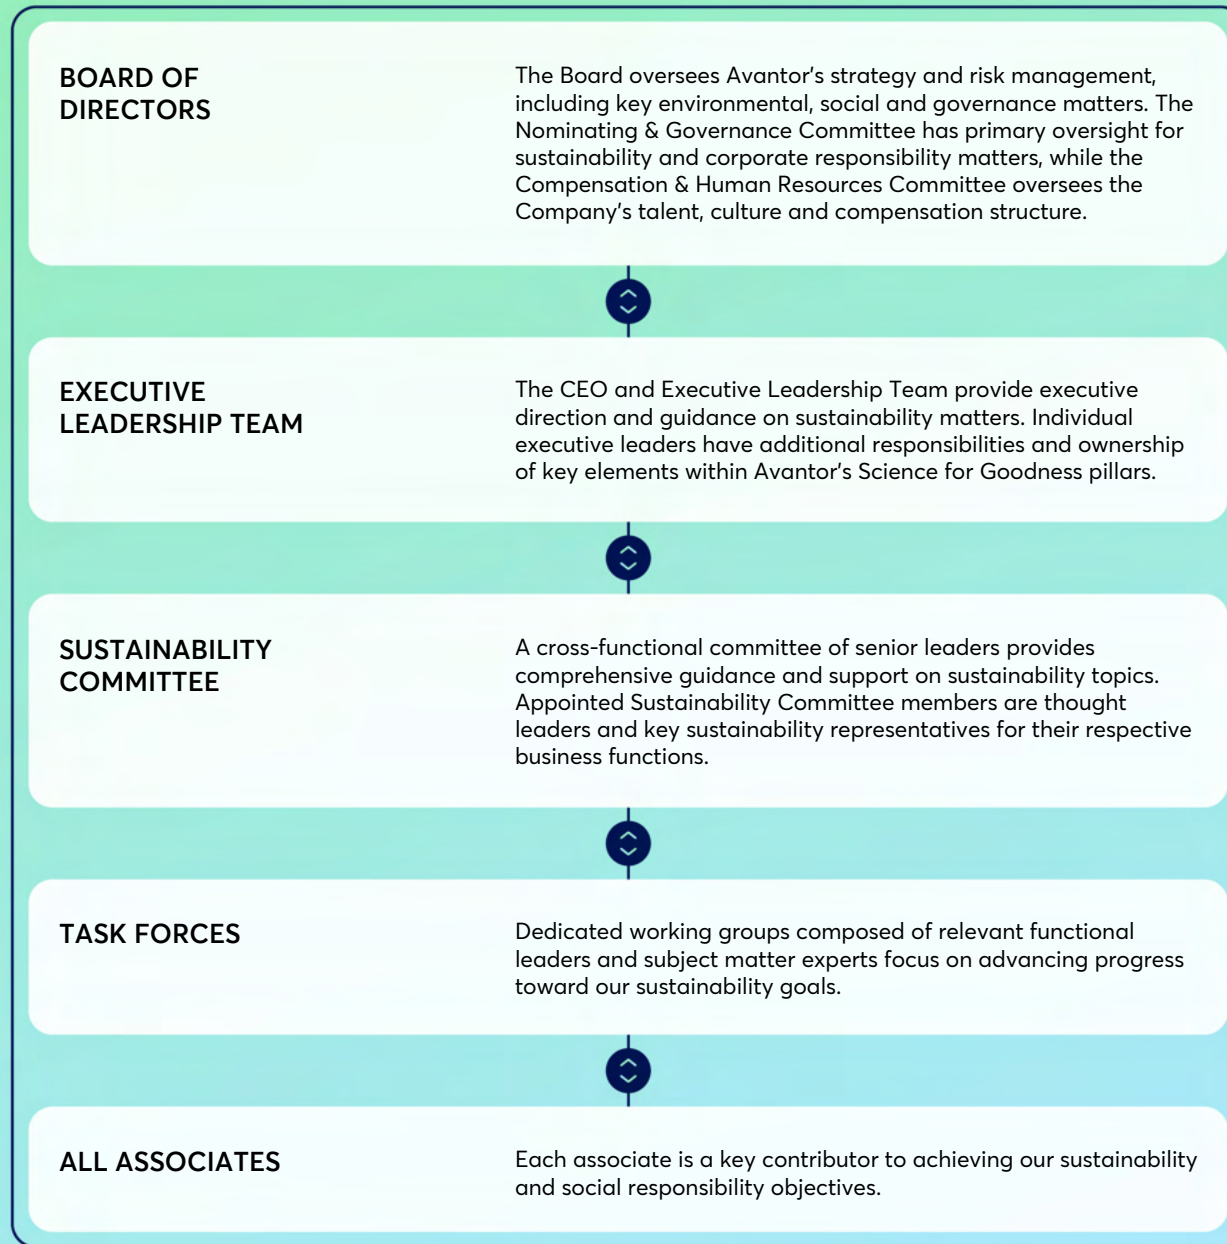 BOARD OF
DIRECTORS
The Board oversees Avantor’s strategy and risk management,
including key environmental, social and governance matters. The
Nominating & Governance Committee has primary oversight for
sustainability and corporate responsibility matters, while the
Compensation & Human Resources Committee oversees the
Company’s talent, culture and compensation structure.
EXECUTIVE
LEADERSHIP TEAM
The CEO and Executive Leadership Team provide executive
direction and guidance on sustainability matters. Individual
executive leaders have additional responsibilities and ownership
of key elements within Avantor’s Science for Goodness pillars.
SUSTAINABILITY
COMMITTEE
A cross-functional committee of senior leaders provides
comprehensive guidance and support on sustainability topics.
Appointed Sustainability Committee members are thought
leaders and key sustainability representatives for their respective
business functions.
TASK FORCES
Dedicated working groups composed of relevant functional
leaders and subject matter experts focus on advancing progress
toward our sustainability goals.
ALL ASSOCIATES
Each associate is a key contributor to achieving our sustainability
and social responsibility objectives.